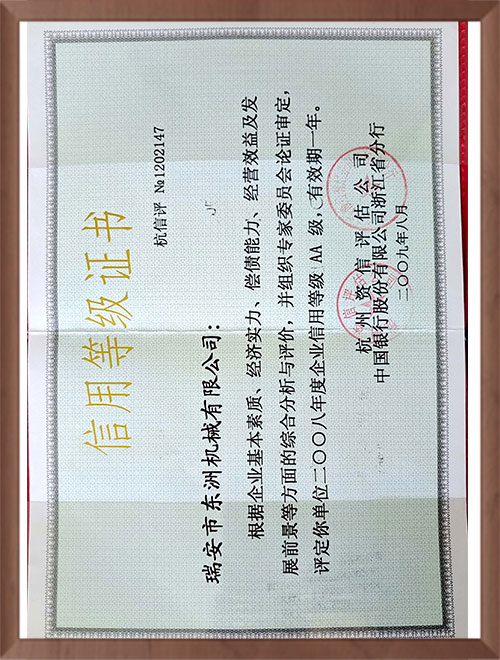 信用等级证书
杭信评 №1202147
瑞安市东洲机械有限公司：
根据企业基本素质、经济实力、偿债能力、经营效益及发
展前景等方面的综合分析与评价，并组织专家委员会论证审定，
评定你单位二〇〇八年度企业信用等级 AA 级，有效期一年。
杭州资信评估公司
中国银行股份有限公司浙江省分行
二〇〇九年八月